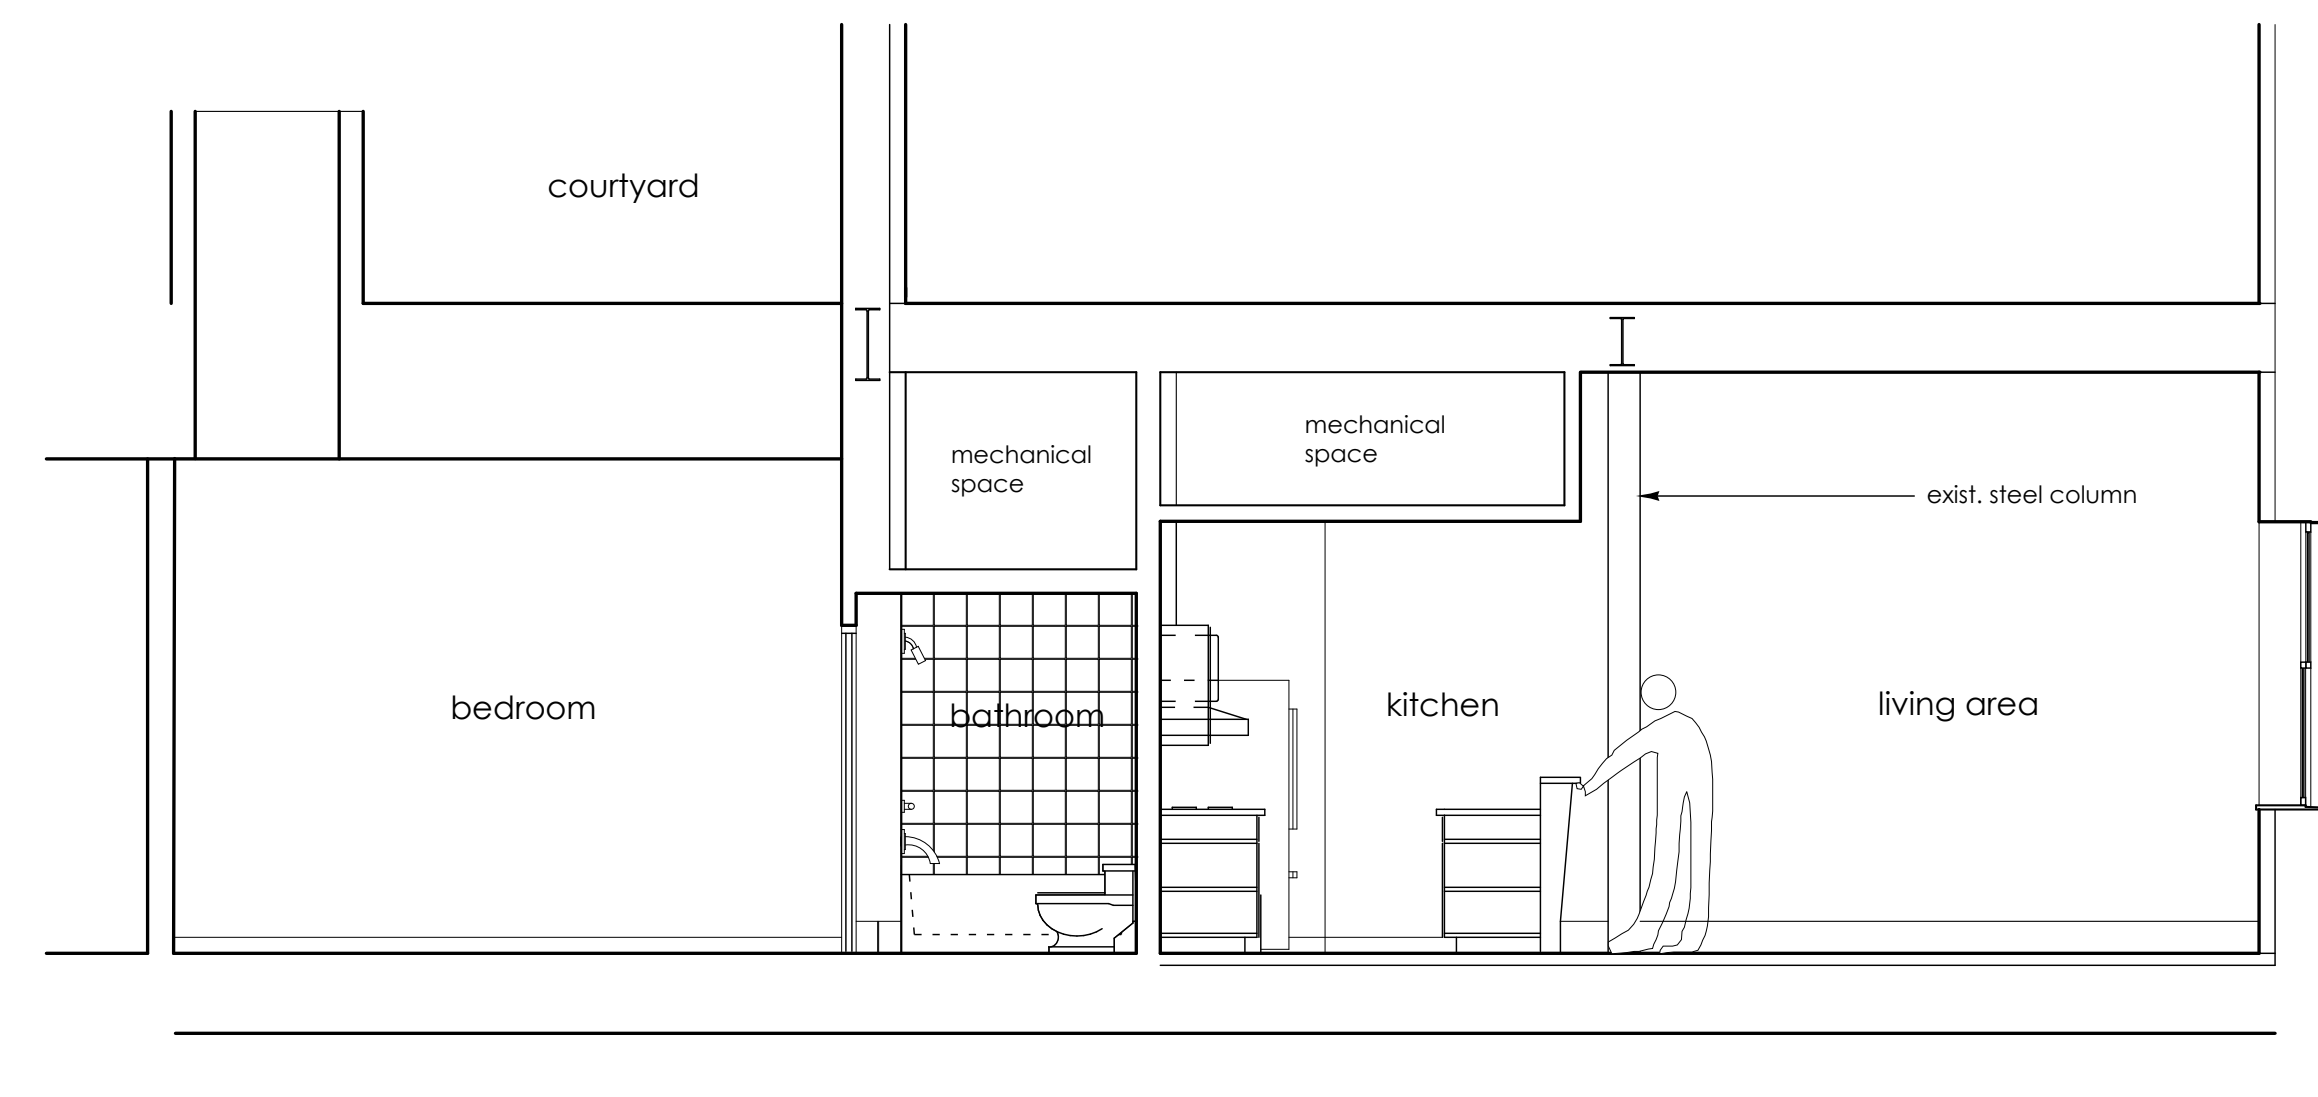 courtyard
mechanical
space
mechanical
space
exist. steel column
bedroom
bathroom
kitchen
living area